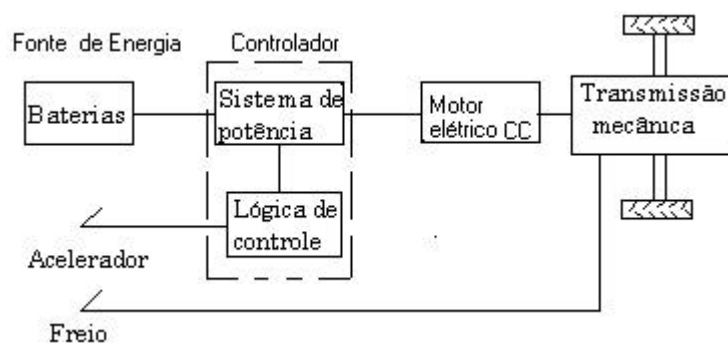 Fonte de Energia
Controlador
Baterias
Sistema de
potência
Motor
elétrico CC
Transmissão
mecânica
Lógica de
controle
Acelerador
Freio